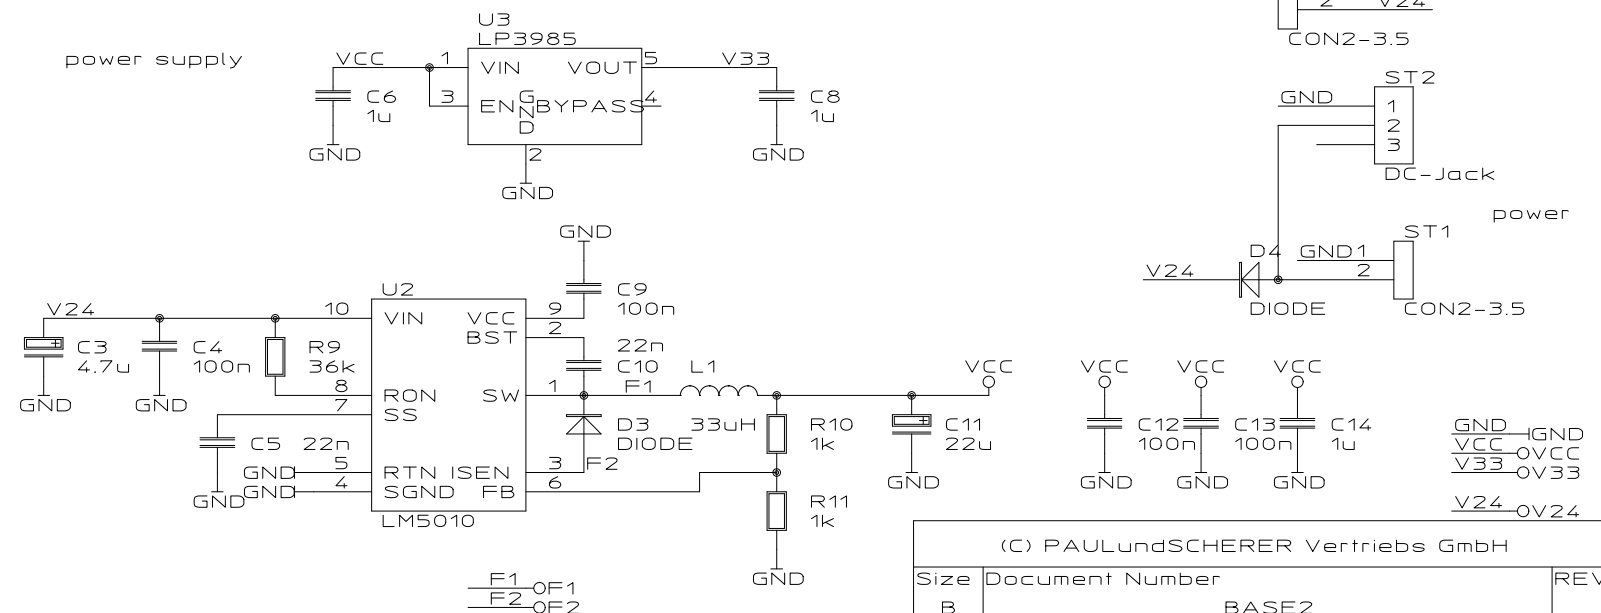 power supply
U3
LP3985
VCC 1 VIN VOUT 5 V33
3 EN GND BYPASS 4
C6
1u
C8
1u
GND
2
GND
GND
2 V24
CON2-3.5
ST2
GND 1
2
3
DC-Jack
power
ST1
D4 GND 1
V24 2
DIODE CON2-3.5
GND
U2
C9
100n
V24 10 VIN VCC 9
BST 2
C3
4.7u
C4
100n
R9
36k
22n
C10
8 RON SW 1 F1 L1 VCC
7 SS
33uH
GND
GND
C5 22n
D3
DIODE
R10
1k
C11
22u
GND 5 RTN ISEN 3 F2
GND 4 SGND FB 6
GND
LM5010
R11
1k
GND
GND
VCC VCC VCC
C12
100n
C13
100n
C14
1u
GND GND GND
GND GND
VCC VCC
V33 V33
V24 V24
F1 F1
F2 F2
(C) PAULundSCHERER Vertriebs GmbH
Size Document Number REV
B BASE2